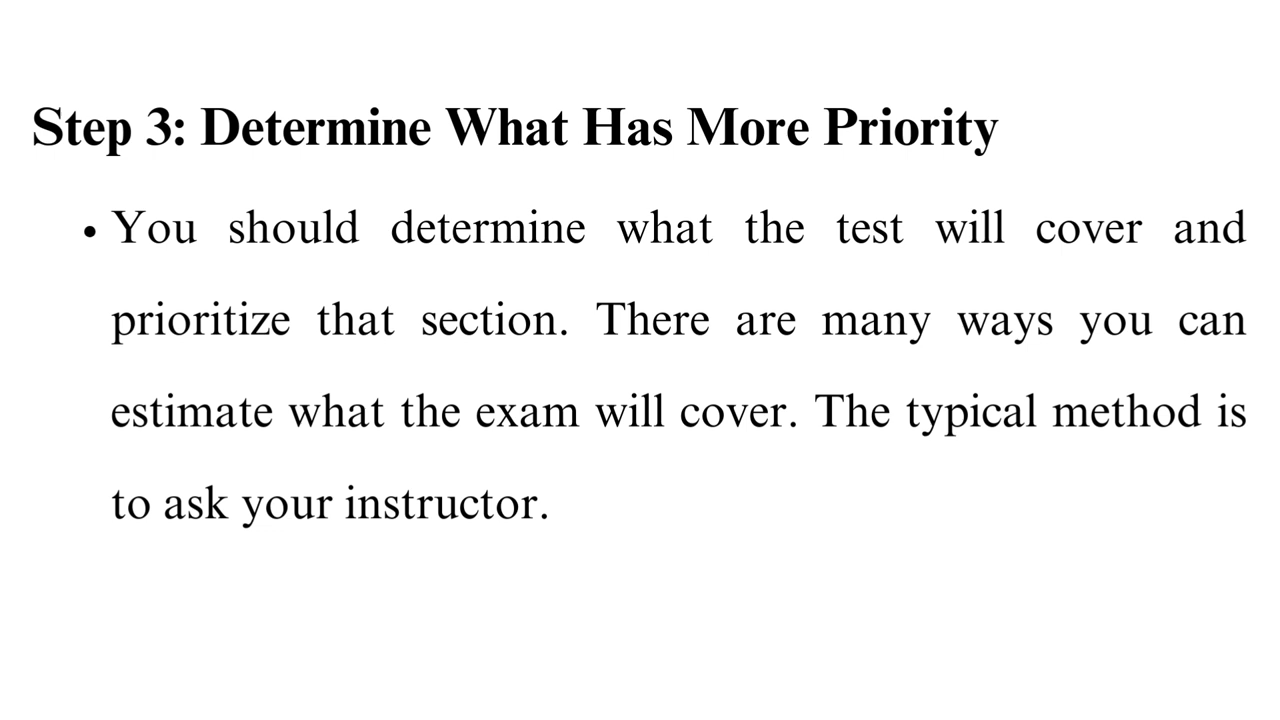 Step 3: Determine What Has More Priority
• You should determine what the test will cover and
prioritize that section. There are many ways you can
estimate what the exam will cover. The typical method is
to ask your instructor.